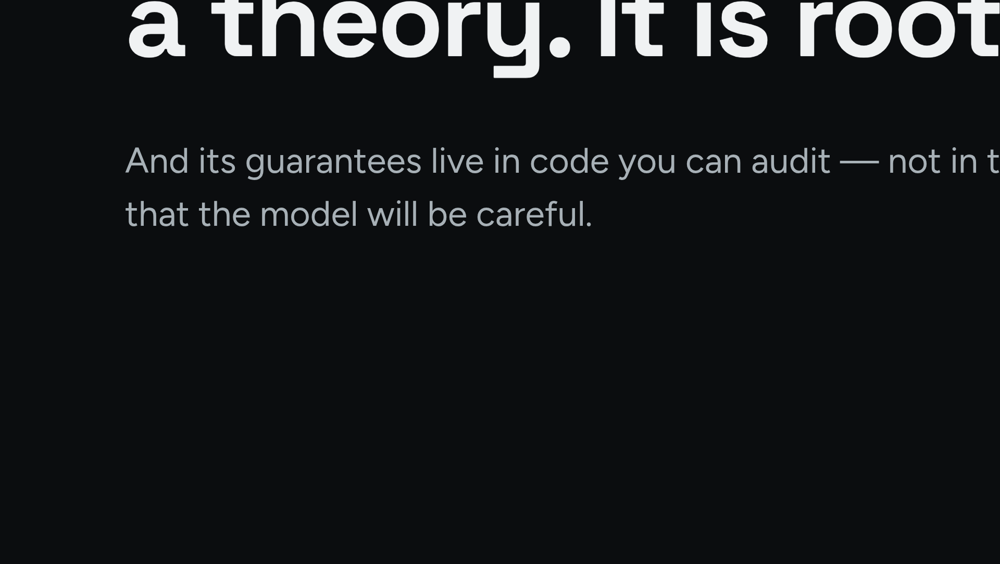 a theory. It is root
And its guarantees live in code you can audit — not in t
that the model will be careful.